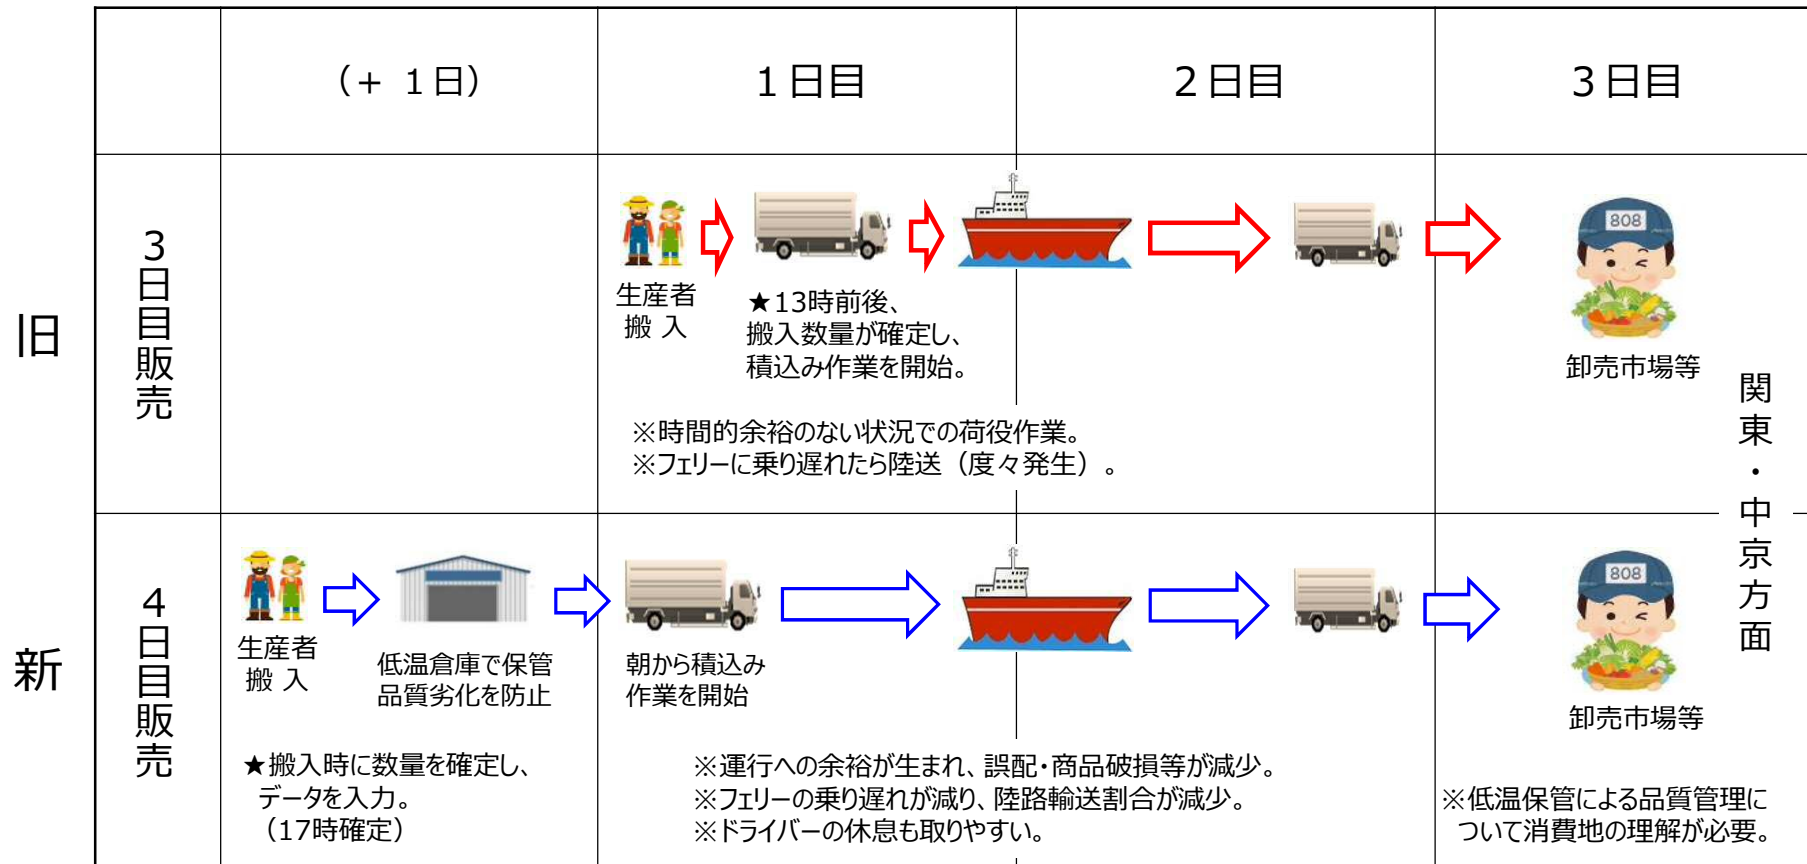 （＋ １日）
１日目
２日目
３日目
旧
3日目販売
生産者
搬 入
★13時前後、
搬入数量が確定し、
積込み作業を開始。
808
卸売市場等
※時間的余裕のない状況での荷役作業。
※フェリーに乗り遅れたら陸送（度々発生）。
関東・中京方面
新
4日目販売
生産者
搬 入
低温倉庫で保管
品質劣化を防止
朝から積込み
作業を開始
808
卸売市場等
★搬入時に数量を確定し、
データを入力。
（17時確定）
※運行への余裕が生まれ、誤配・商品破損等が減少。
※フェリーの乗り遅れが減り、陸路輸送割合が減少。
※ドライバーの休息も取りやすい。
※低温保管による品質管理に
ついて消費地の理解が必要。